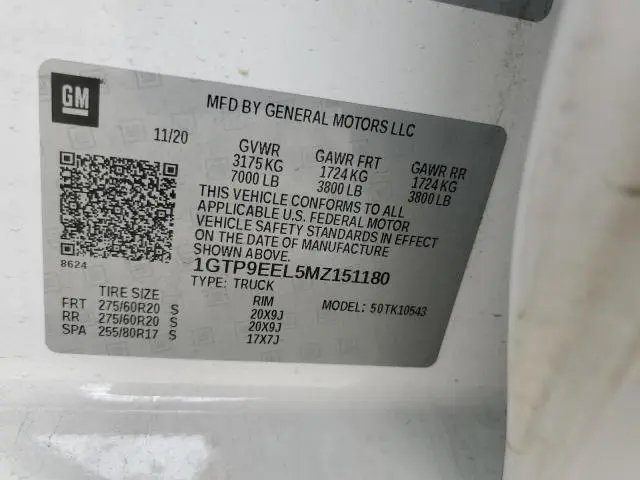 GM
MFD BY GENERAL MOTORS LLC
11/20
GVWR GAWR FRT GAWR RR
3175 KG 1724 KG 1724 KG
7000 LB 3800 LB 3800 LB
THIS VEHICLE CONFORMS TO ALL
APPLICABLE U.S. FEDERAL MOTOR
VEHICLE SAFETY STANDARDS IN EFFECT
ON THE DATE OF MANUFACTURE
SHOWN ABOVE.
8624
1GTP9EEL5MZ151180
TYPE: TRUCK
TIRE SIZE RIM MODEL: 50TK10543
FRT 275/60R20 S 20X9J
RR 275/60R20 S 20X9J
SPA 255/80R17 S 17X7J